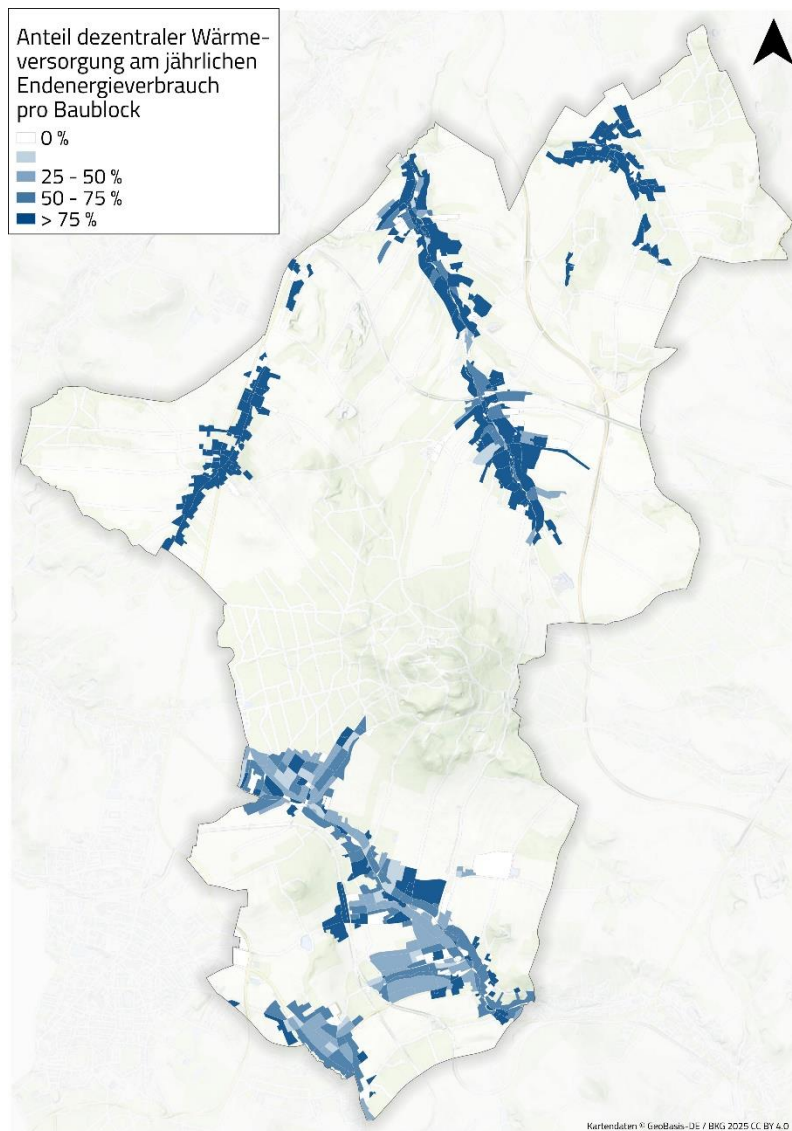 Anteil dezentraler Wärme-
versorgung am jährlichen
Endenergieverbrauch
pro Baublock
0 %
25 - 50 %
50 - 75 %
> 75 %
Kartendaten © GeoBasis-DE / BKG 2025 CC BY 4.0